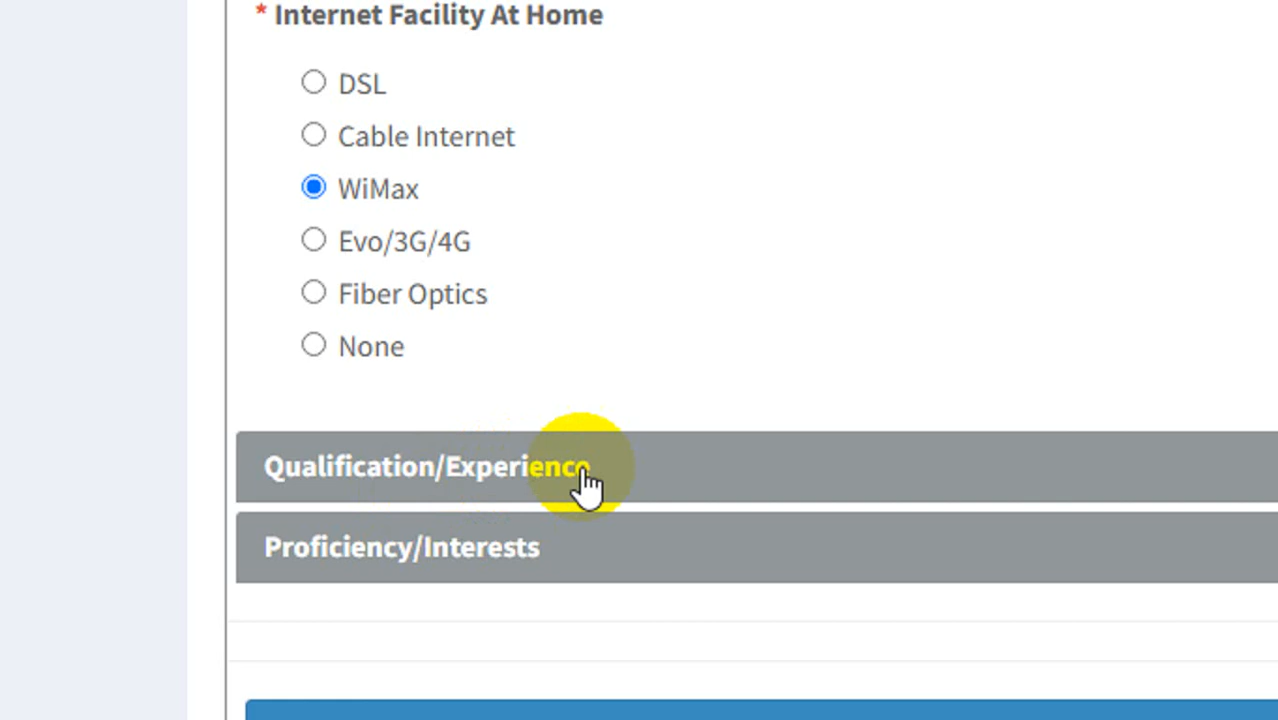 * Internet Facility At Home
DSL
Cable Internet
WiMax
Evo/3G/4G
Fiber Optics
None
Qualification/Experience
Proficiency/Interests